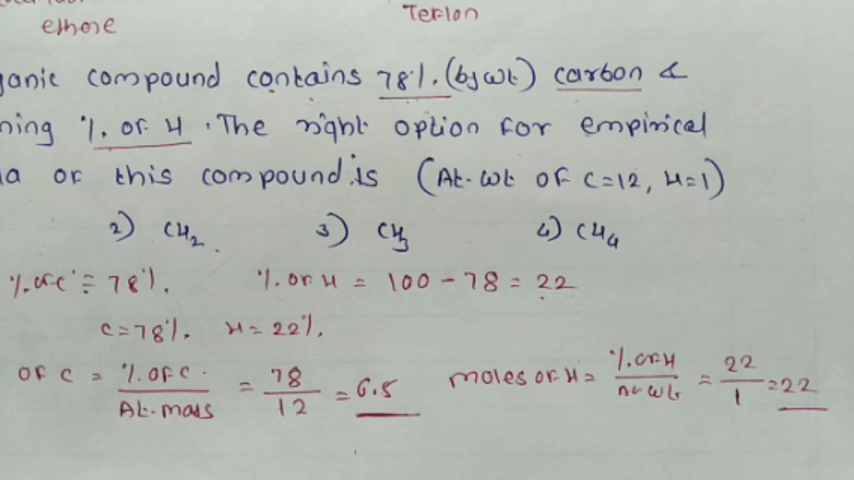 ethone
Teflon
ganic compound contains 78%. (by wt) carbon &
ning % of H. The right option for empirical
la of this compound is (At. wt of C=12, H=1)
2) CH₂. 3) CH₃ 4) CH₄
% of C = 78%. % of H = 100 - 78 = 22
C=78%. H=22%.
of C = % of C / At. mass = 78 / 12 = 6.5 moles of H = % of H / At wt = 22 / 1 = 22